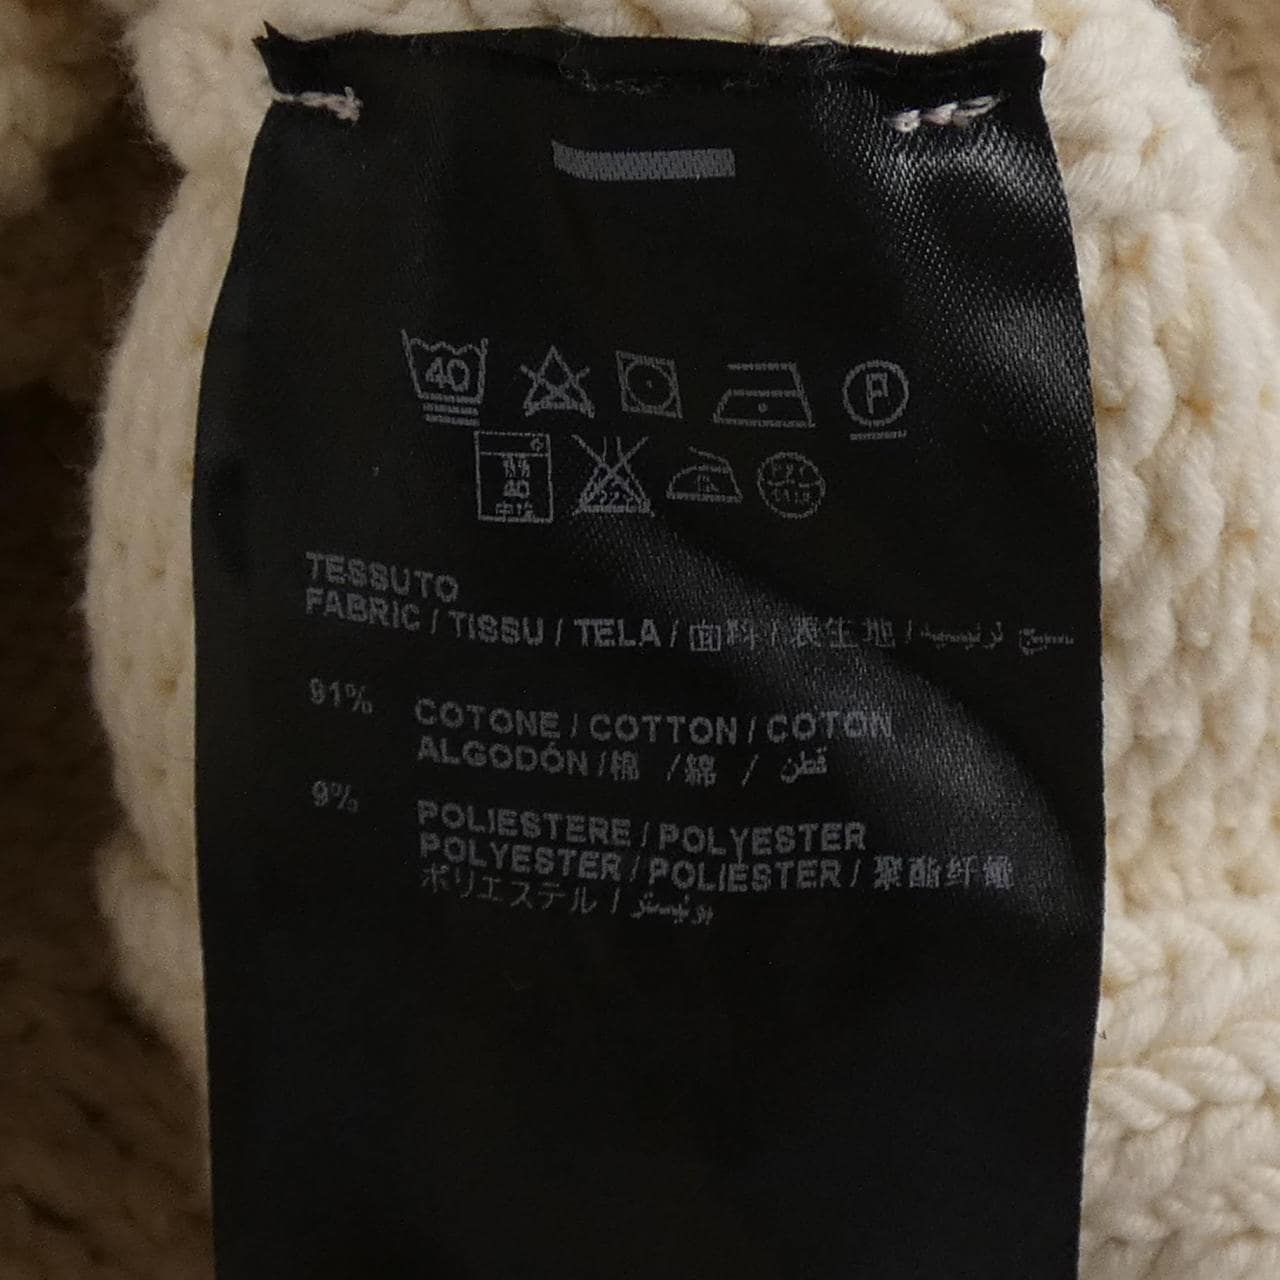 40
P
40
TESSUTO
FABRIC / TISSU / TELA / 面料 / 表生地 /
91% COTONE / COTTON / COTON
ALGODÓN / 棉 / 綿 / قطن
9% POLIESTERE / POLYESTER
POLYESTER / POLIESTER / 聚酯纤维
ポリエステル /